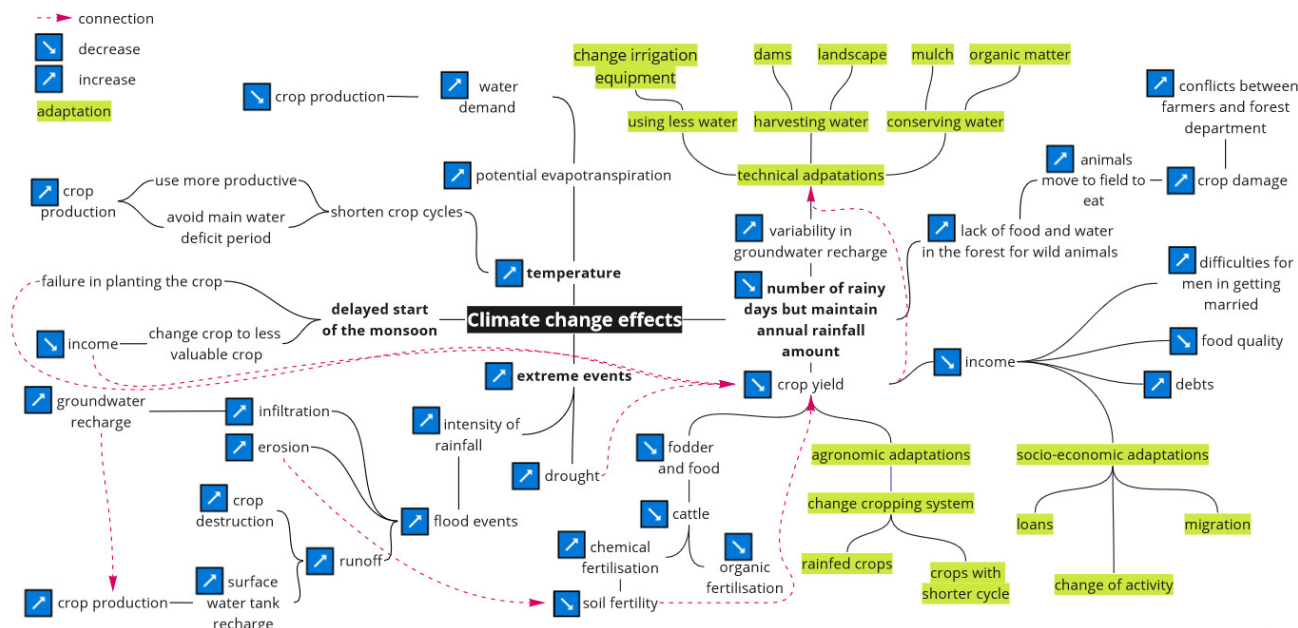 connection
decrease
increase
adaptation
crop production
water
demand
potential evapotranspiration
crop
production
use more productive
avoid main water
deficit period
shorten crop cycles
temperature
failure in planting the crop
delayed start
of the monsoon
income
change crop to less
valuable crop
Climate change effects
change irrigation
equipment
dams
landscape
mulch
organic matter
using less water
harvesting water
conserving water
technical adpatations
variability in
groundwater recharge
number of rainy
days but maintain
annual rainfall
amount
conflicts between
farmers and forest
department
animals
move to field to
eat
crop damage
lack of food and water
in the forest for wild animals
difficulties for
men in getting
married
food quality
income
debts
crop yield
extreme events
groundwater
recharge
infiltration
erosion
intensity of
rainfall
drought
crop
destruction
flood events
runoff
crop production
surface
water tank
recharge
fodder
and food
cattle
chemical
fertilisation
organic
fertilisation
soil fertility
agronomic adaptations
change cropping system
rainfed crops
crops with
shorter cycle
socio-economic adaptations
loans
migration
change of activity